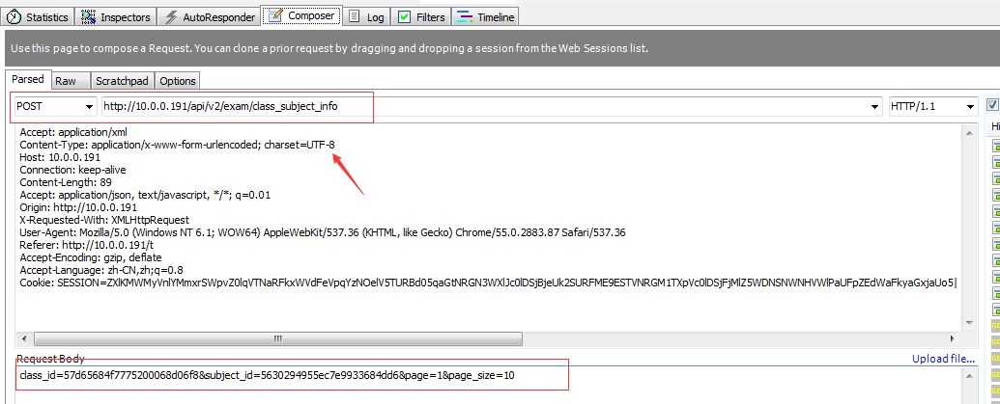 Statistics Inspectors AutoResponder Composer Log Filters Timeline
Use this page to compose a Request. You can clone a prior request by dragging and dropping a session from the Web Sessions list.
Parsed Raw Scratchpad Options
POST http://10.0.0.191/api/v2/exam/class_subject_info HTTP/1.1
Accept: application/xml
Content-Type: application/x-www-form-urlencoded; charset=UTF-8
Host: 10.0.0.191
Connection: keep-alive
Content-Length: 89
Accept: application/json, text/javascript, */*; q=0.01
Origin: http://10.0.0.191
X-Requested-With: XMLHttpRequest
User-Agent: Mozilla/5.0 (Windows NT 6.1; WOW64) AppleWebKit/537.36 (KHTML, like Gecko) Chrome/55.0.2883.87 Safari/537.36
Referer: http://10.0.0.191/t
Accept-Encoding: gzip, deflate
Accept-Language: zh-CN,zh;q=0.8
Cookie:
Request Body Upload file...
class_id=57d65684f7775200068d06f8&subject_id=5630294955ec7e9933684dd6&page=1&page_size=10